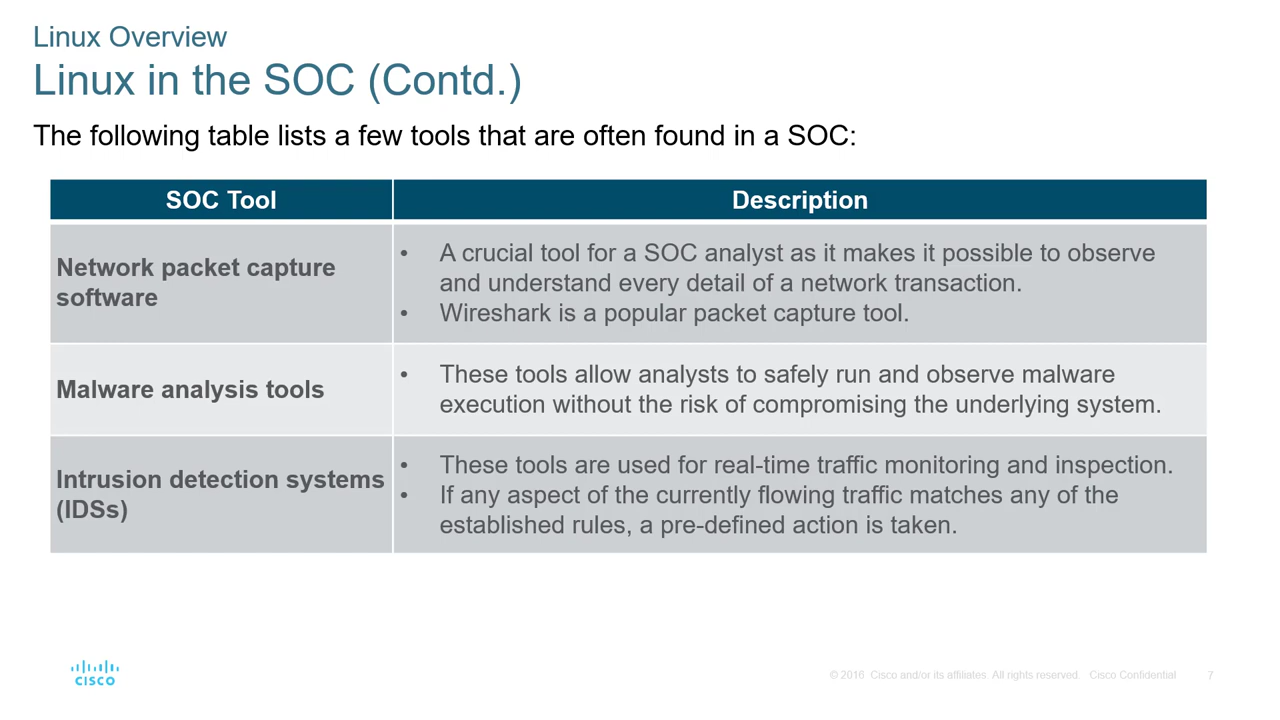 Linux Overview
Linux in the SOC (Contd.)
The following table lists a few tools that are often found in a SOC:
SOC Tool
Description
Network packet capture
software
• A crucial tool for a SOC analyst as it makes it possible to observe
and understand every detail of a network transaction.
• Wireshark is a popular packet capture tool.
Malware analysis tools
• These tools allow analysts to safely run and observe malware
execution without the risk of compromising the underlying system.
Intrusion detection systems
(IDSs)
• These tools are used for real-time traffic monitoring and inspection.
• If any aspect of the currently flowing traffic matches any of the
established rules, a pre-defined action is taken.
CISCO
© 2016 Cisco and/or its affiliates. All rights reserved. Cisco Confidential 7